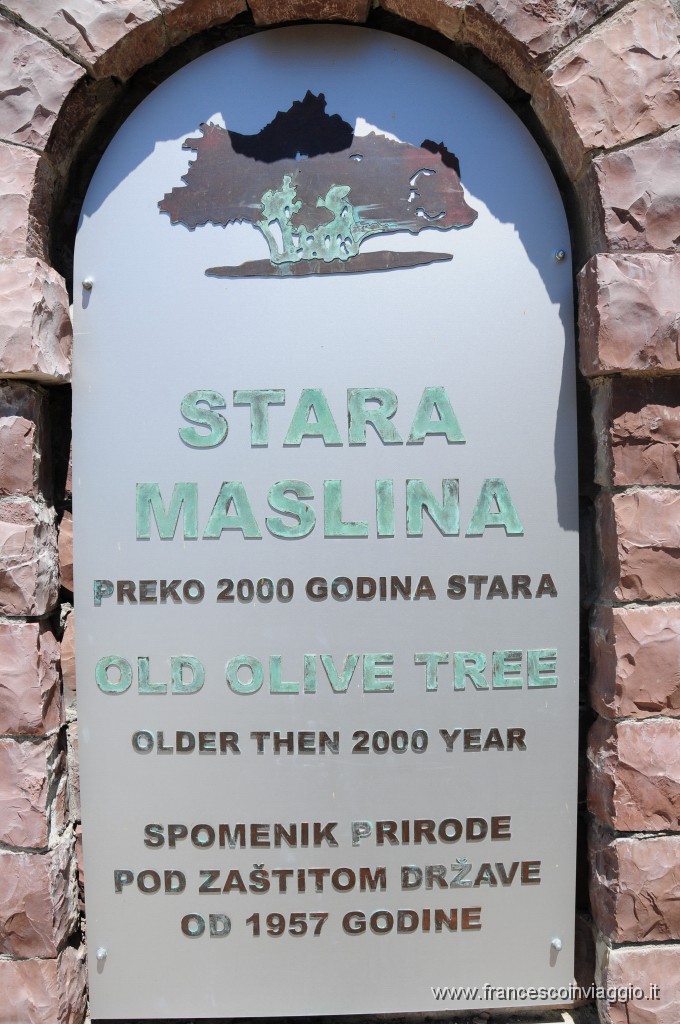 STARA
MASLINA
PREKO 2000 GODINA STARA
OLD OLIVE TREE
OLDER THEN 2000 YEAR
SPOMENIK PRIRODE
POD ZAŠTITOM DRŽAVE
OD 1957 GODINE
www.francescoinviaggio.it